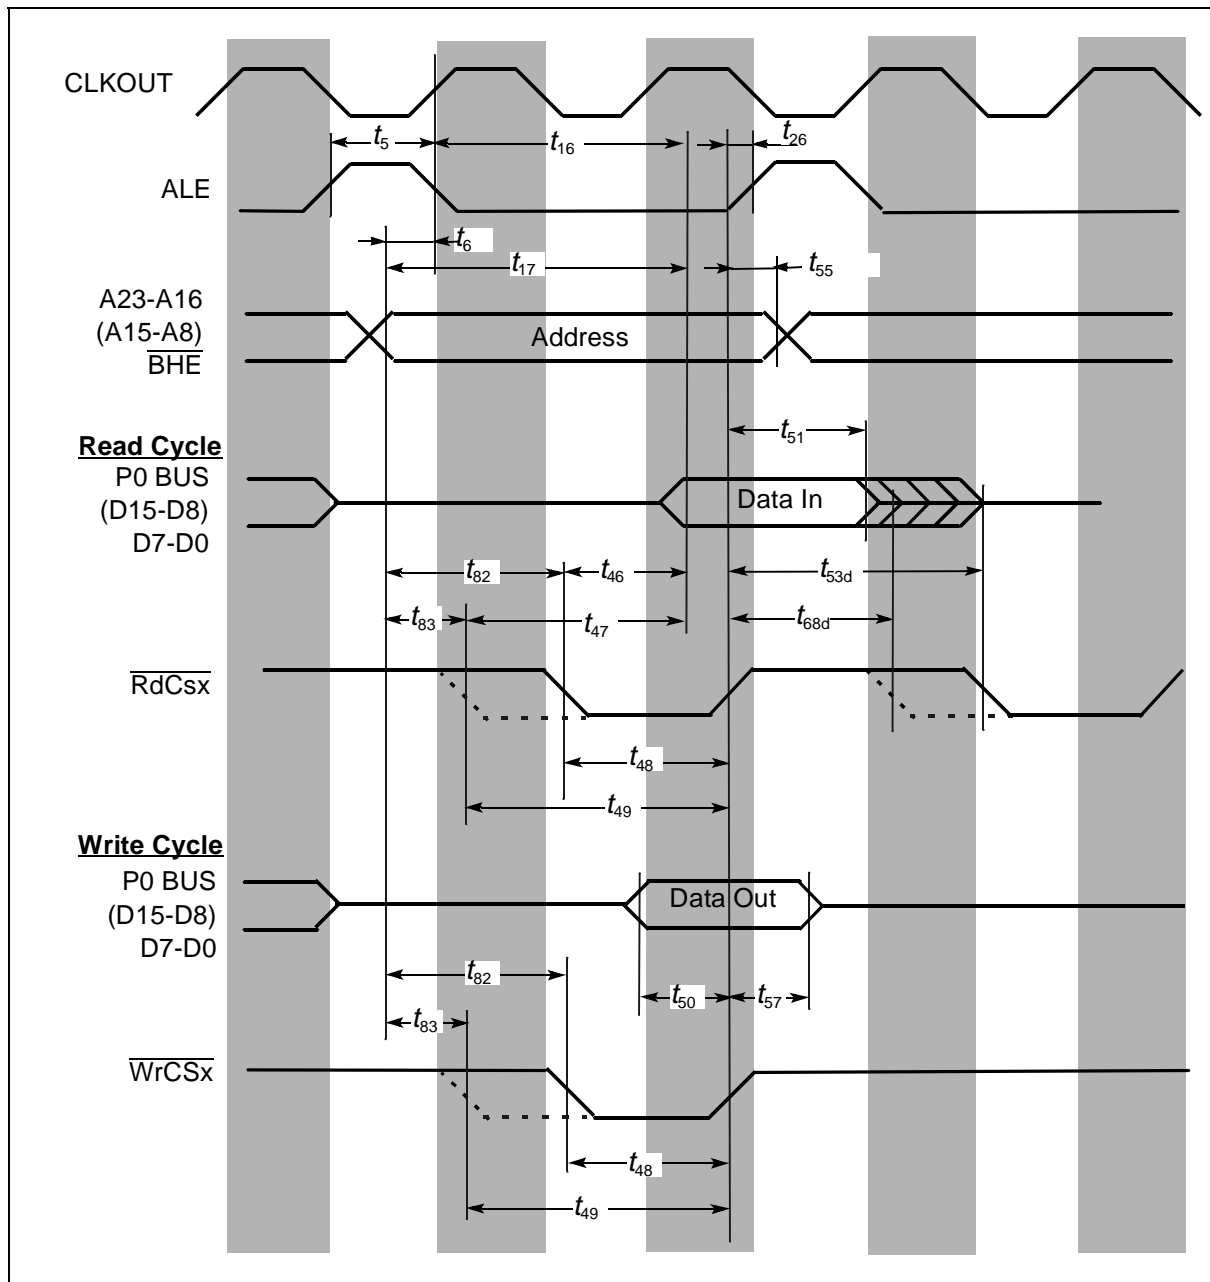 CLKOUT
t5
t16
t26
ALE
t6
t17
t55
A23-A16
(A15-A8)
BHE
Address
t51
Read Cycle
P0 BUS
(D15-D8)
D7-D0
Data In
t82
t46
t53d
t83
t47
t68d
RdCsx
t48
t49
Write Cycle
P0 BUS
(D15-D8)
D7-D0
Data Out
t82
t50
t57
t83
WrCSx
t48
t49